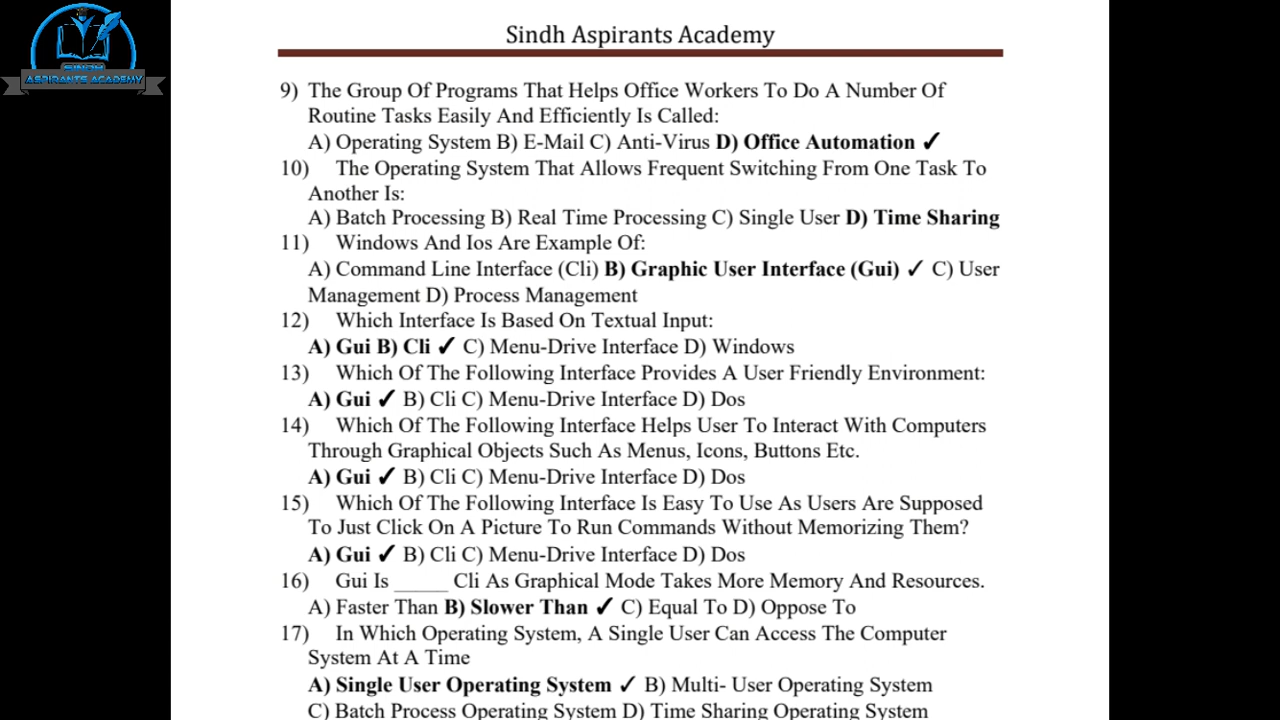 Sindh Aspirants Academy
SINDH
ASPIRANTS ACADEMY
9) The Group Of Programs That Helps Office Workers To Do A Number Of
Routine Tasks Easily And Efficiently Is Called:
A) Operating System B) E-Mail C) Anti-Virus D) Office Automation ✓
10) The Operating System That Allows Frequent Switching From One Task To
Another Is:
A) Batch Processing B) Real Time Processing C) Single User D) Time Sharing
11) Windows And Ios Are Example Of:
A) Command Line Interface (Cli) B) Graphic User Interface (Gui) ✓ C) User
Management D) Process Management
12) Which Interface Is Based On Textual Input:
A) Gui B) Cli ✓ C) Menu-Drive Interface D) Windows
13) Which Of The Following Interface Provides A User Friendly Environment:
A) Gui ✓ B) Cli C) Menu-Drive Interface D) Dos
14) Which Of The Following Interface Helps User To Interact With Computers
Through Graphical Objects Such As Menus, Icons, Buttons Etc.
A) Gui ✓ B) Cli C) Menu-Drive Interface D) Dos
15) Which Of The Following Interface Is Easy To Use As Users Are Supposed
To Just Click On A Picture To Run Commands Without Memorizing Them?
A) Gui ✓ B) Cli C) Menu-Drive Interface D) Dos
16) Gui Is _____ Cli As Graphical Mode Takes More Memory And Resources.
A) Faster Than B) Slower Than ✓ C) Equal To D) Oppose To
17) In Which Operating System, A Single User Can Access The Computer
System At A Time
A) Single User Operating System ✓ B) Multi- User Operating System
C) Batch Process Operating System D) Time Sharing Operating System